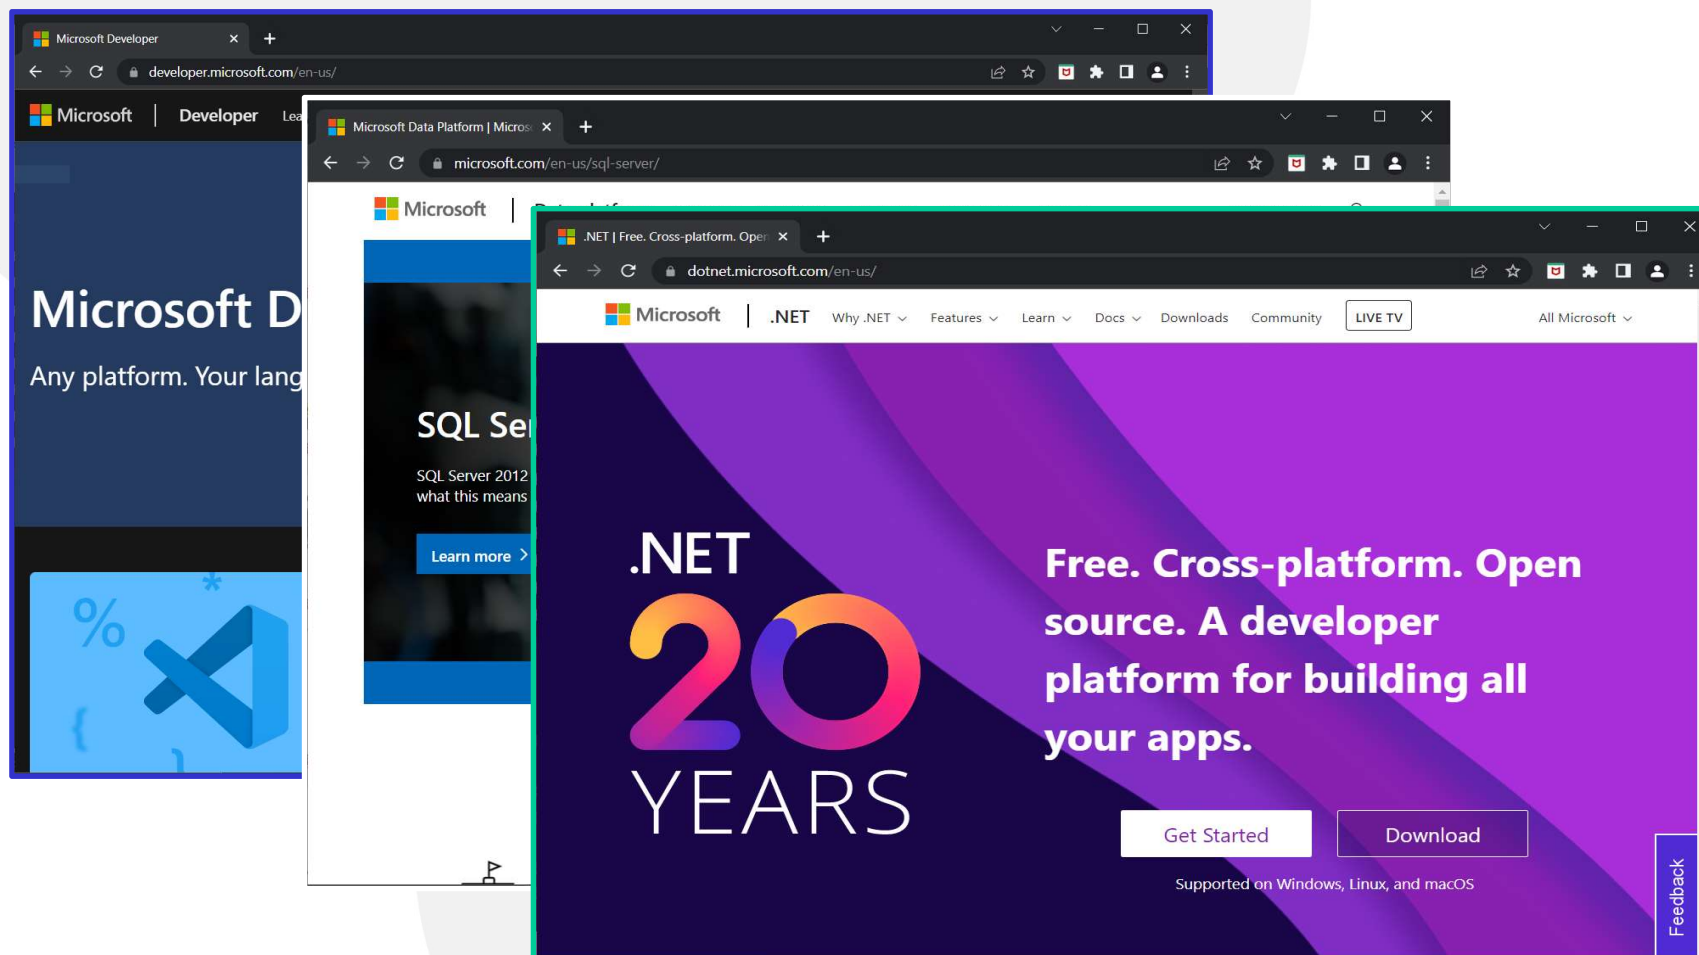 Microsoft Developer
developer.microsoft.com/en-us/
Microsoft
Developer
Microsoft D
Any platform. Your lang
%
*
{
}
Microsoft Data Platform | Micros
microsoft.com/en-us/sql-server/
Microsoft
SQL Se
SQL Server 2012
what this means
Learn more
.NET | Free. Cross-platform. Open
dotnet.microsoft.com/en-us/
Microsoft
.NET Why .NET Features Learn Docs Downloads Community LIVE TV All Microsoft
.NET
20
YEARS
Free. Cross-platform. Open
source. A developer
platform for building all
your apps.
Get Started
Download
Supported on Windows, Linux, and macOS
Feedback